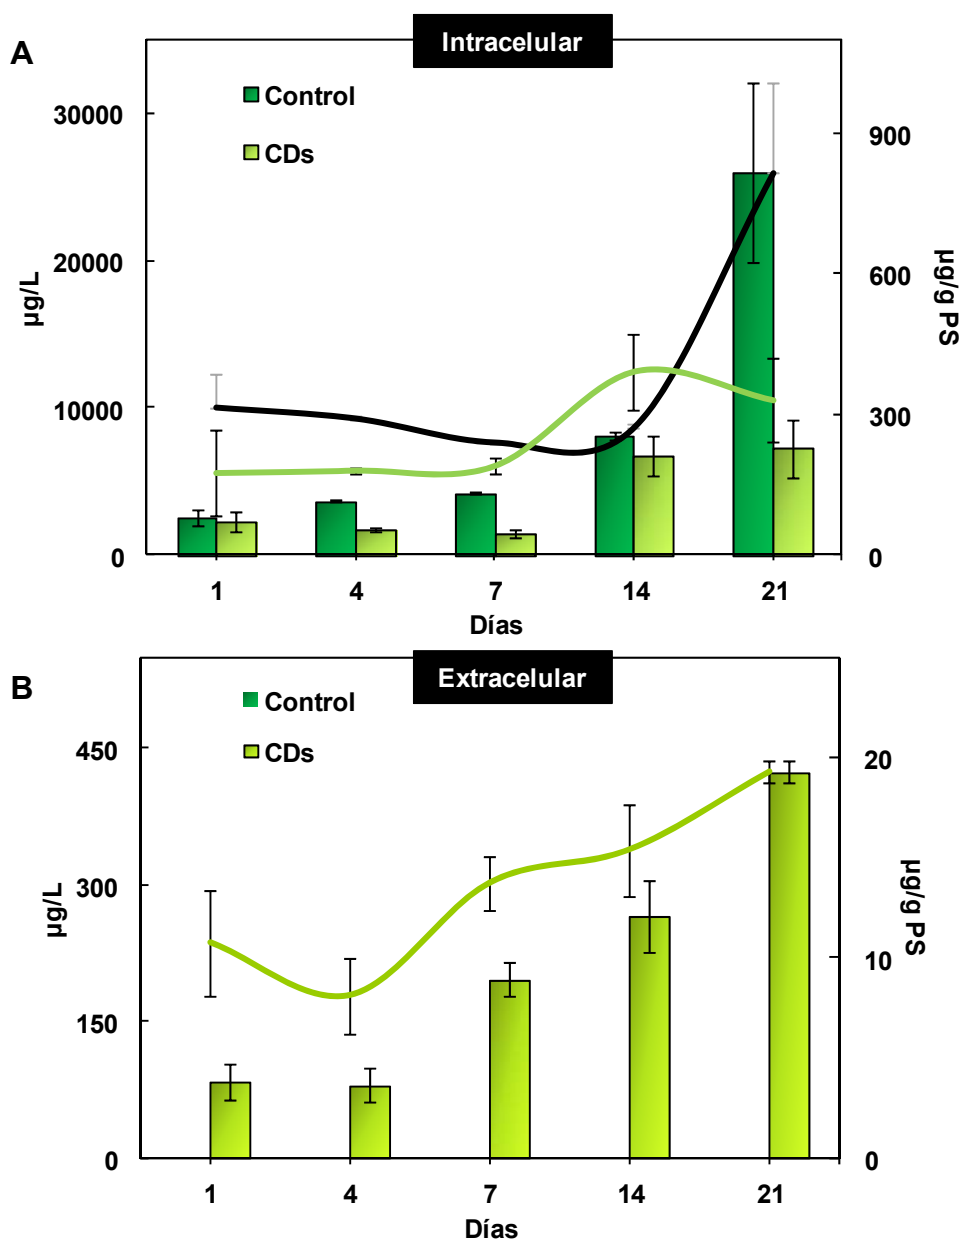 A
Intracelular
Control
CDs
30000
20000
10000
0
µg/L
900
600
300
0
µg/g PS
1 4 7 14 21
Días
B
Extracelular
Control
CDs
450
300
150
0
µg/L
20
10
0
µg/g PS
1 4 7 14 21
Días